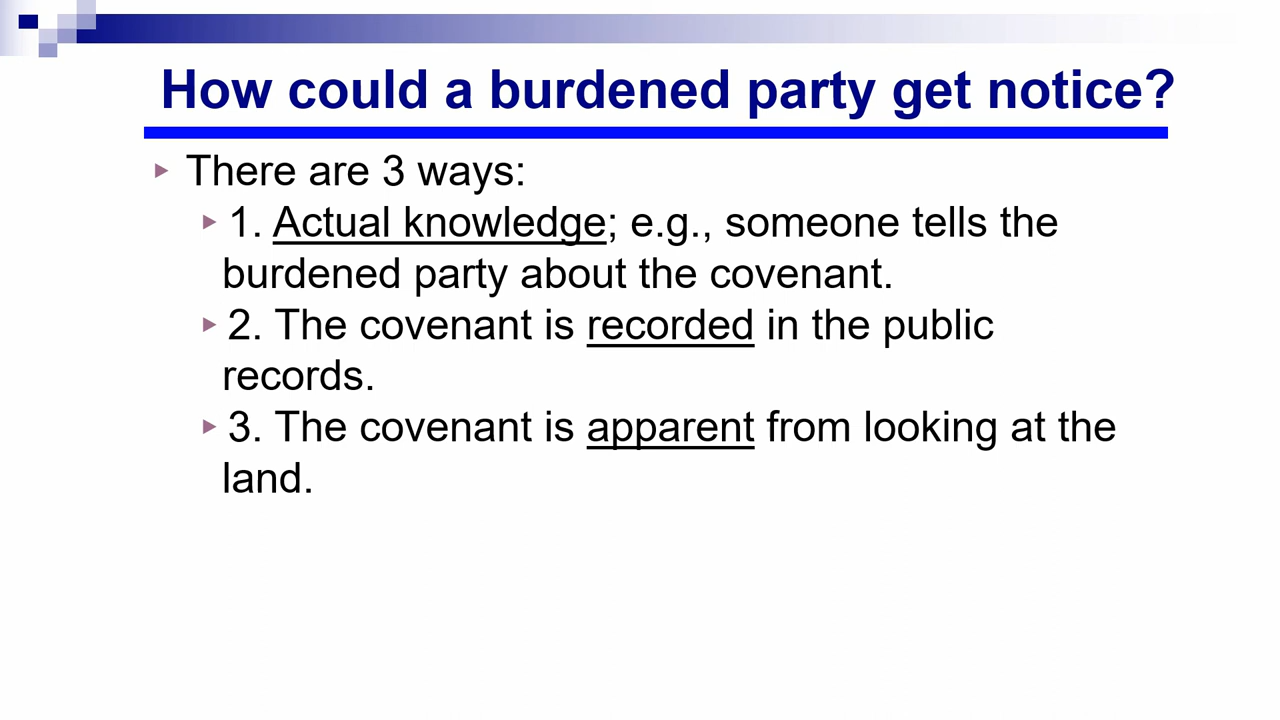 How could a burdened party get notice?
There are 3 ways:
1. Actual knowledge; e.g., someone tells the
burdened party about the covenant.
2. The covenant is recorded in the public
records.
3. The covenant is apparent from looking at the
land.